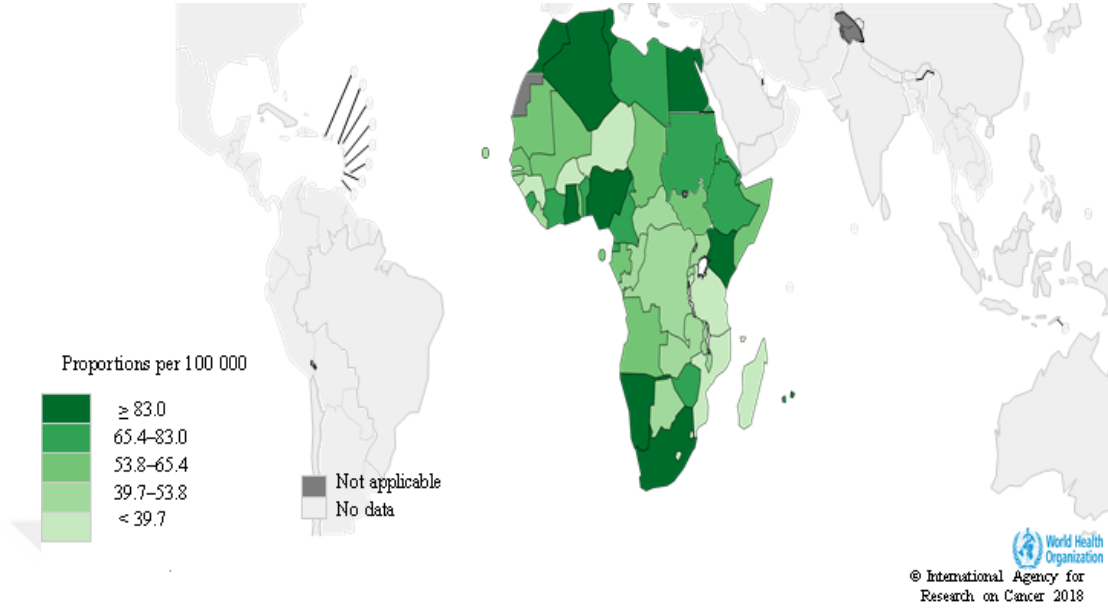 Proportions per 100 000
≥ 83.0
65.4–83.0
53.8–65.4
39.7–53.8
< 39.7
Not applicable
No data
World Health
Organization
© International Agency for
Research on Cancer 2018